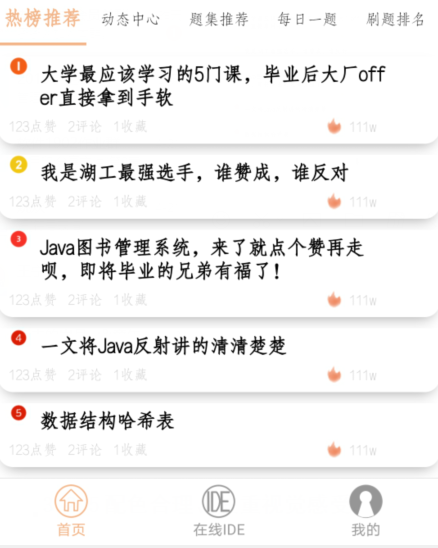 热榜推荐 动态中心 题集推荐 每日一题 刷题排名
1 大学最应该学习的5门课，毕业后大厂off
er直接拿到手软
123点赞 2评论 1收藏 111w
2 我是湖工最强选手，谁赞成，谁反对
123点赞 2评论 1收藏 111w
3 Java图书管理系统，来了就点个赞再走
呗，即将毕业的兄弟有福了！
123点赞 2评论 1收藏 111w
4 一文将Java反射讲的清清楚楚
123点赞 2评论 1收藏 111w
5 数据结构哈希表
123点赞 2评论 1收藏 111w
IDE
首页 在线IDE 我的